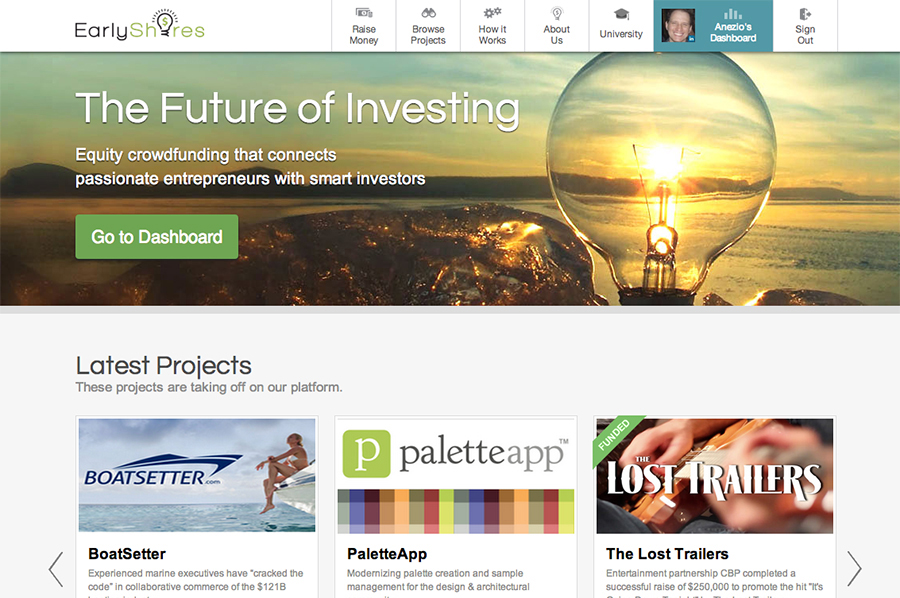 EarlyShares
Raise
Money
Browse
Projects
How it
Works
About
Us
University
Anezio's
Dashboard
Sign
Out
The Future of Investing
Equity crowdfunding that connects
passionate entrepreneurs with smart investors
Go to Dashboard
Latest Projects
These projects are taking off on our platform.
BOATSETTER.com
p paletteapp™
FUNDED
THE
LOST TRAILERS
BoatSetter
Experienced marine executives have "cracked the
code" in collaborative commerce of the $121B
PaletteApp
Modernizing palette creation and sample
management for the design & architectural
The Lost Trailers
Entertainment partnership CBP completed a
successful raise of $250,000 to promote the hit "It's